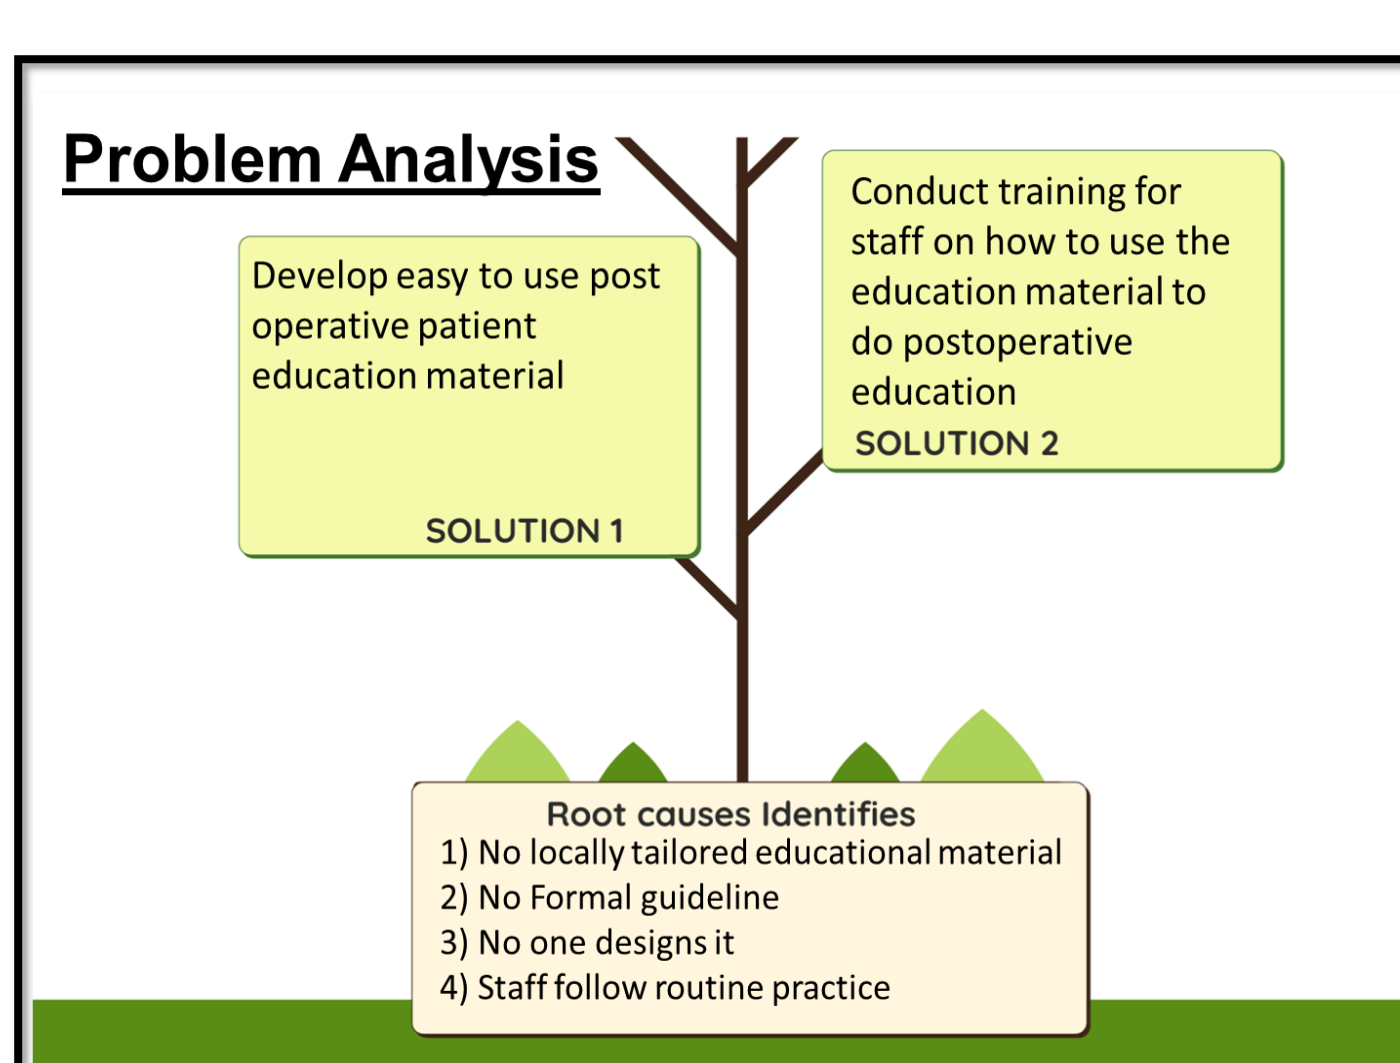 Problem Analysis
Develop easy to use post
operative patient
education material
SOLUTION 1
Conduct training for
staff on how to use the
education material to
do postoperative
education
SOLUTION 2
Root causes Identifies
1) No locally tailored educational material
2) No Formal guideline
3) No one designs it
4) Staff follow routine practice